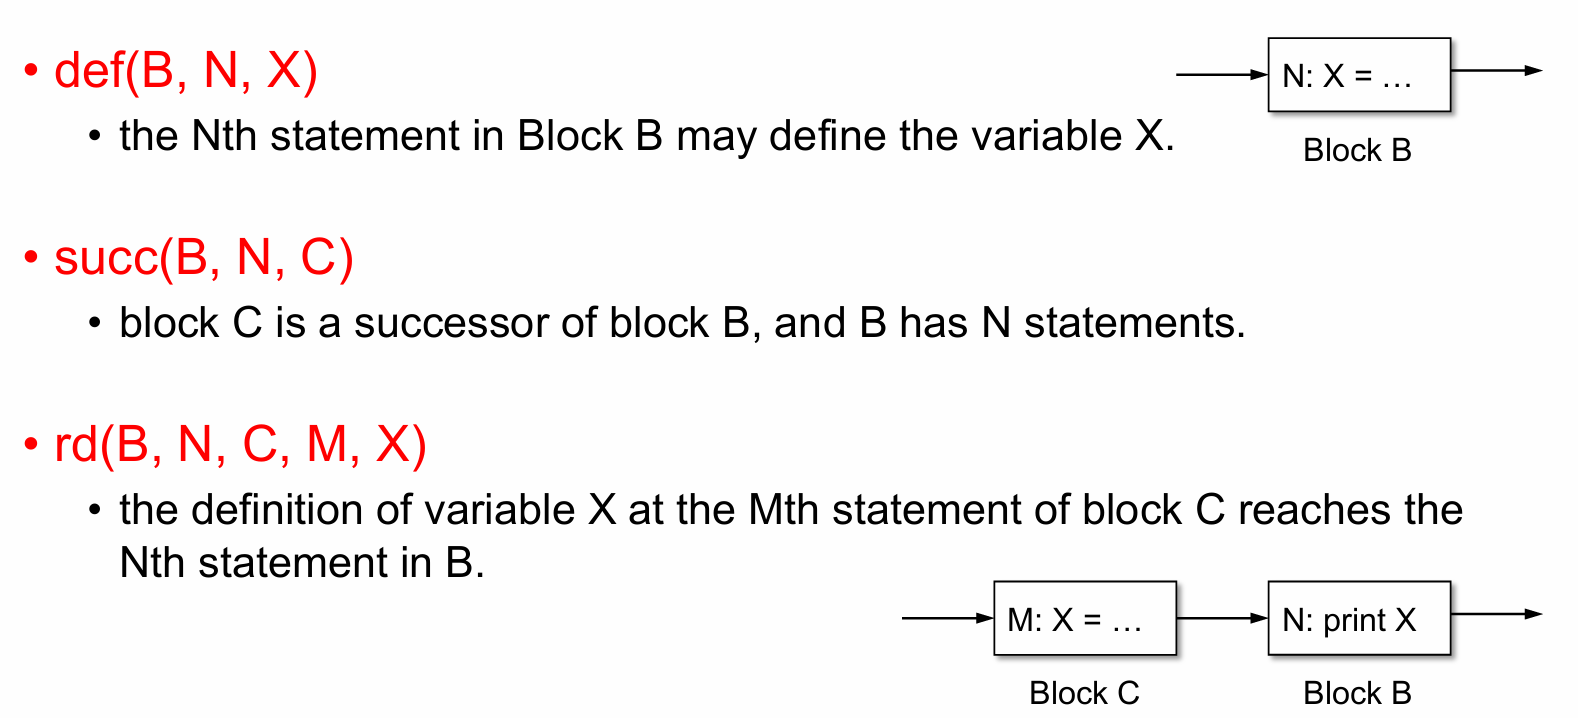 • def(B, N, X)
• the Nth statement in Block B may define the variable X.
N: X = …
Block B
• succ(B, N, C)
• block C is a successor of block B, and B has N statements.
• rd(B, N, C, M, X)
• the definition of variable X at the Mth statement of block C reaches the
Nth statement in B.
M: X = …
Block C
N: print X
Block B